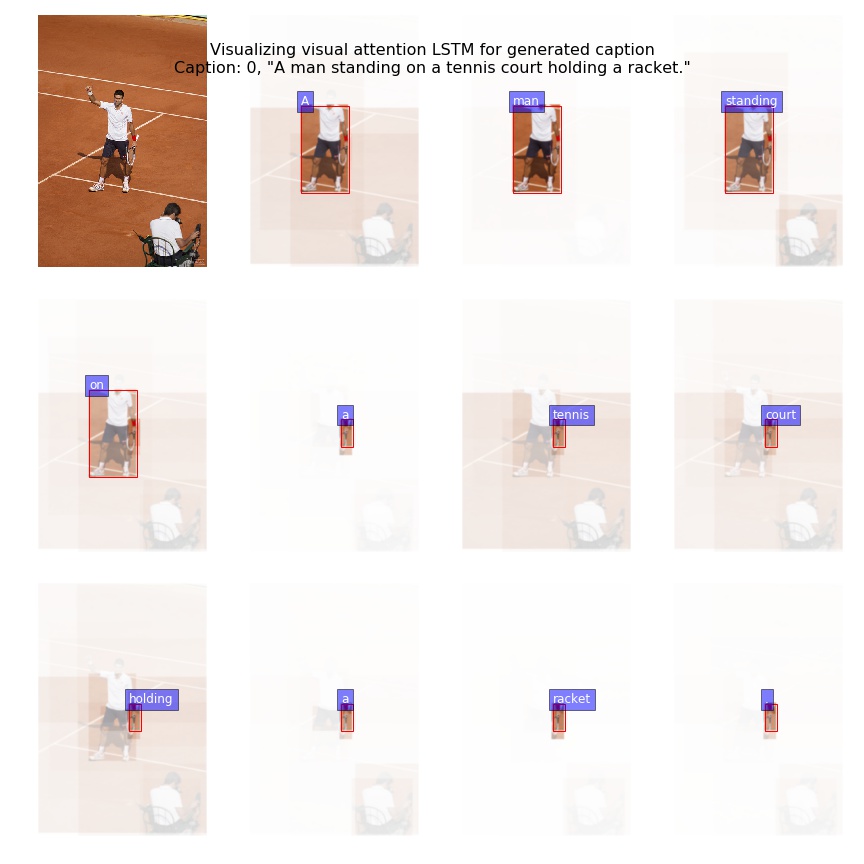 Visualizing visual attention LSTM for generated caption
Caption: 0, "A man standing on a tennis court holding a racket."
A
man
standing
on
a
tennis
court
holding
a
racket
.